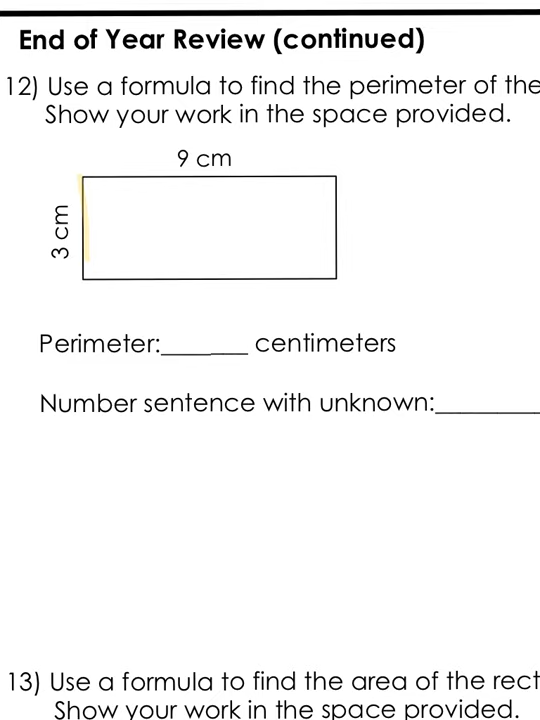 End of Year Review (continued)
12) Use a formula to find the perimeter of the
Show your work in the space provided.
9 cm
3 cm
Perimeter:_______ centimeters
Number sentence with unknown:________
13) Use a formula to find the area of the rect
Show your work in the space provided.